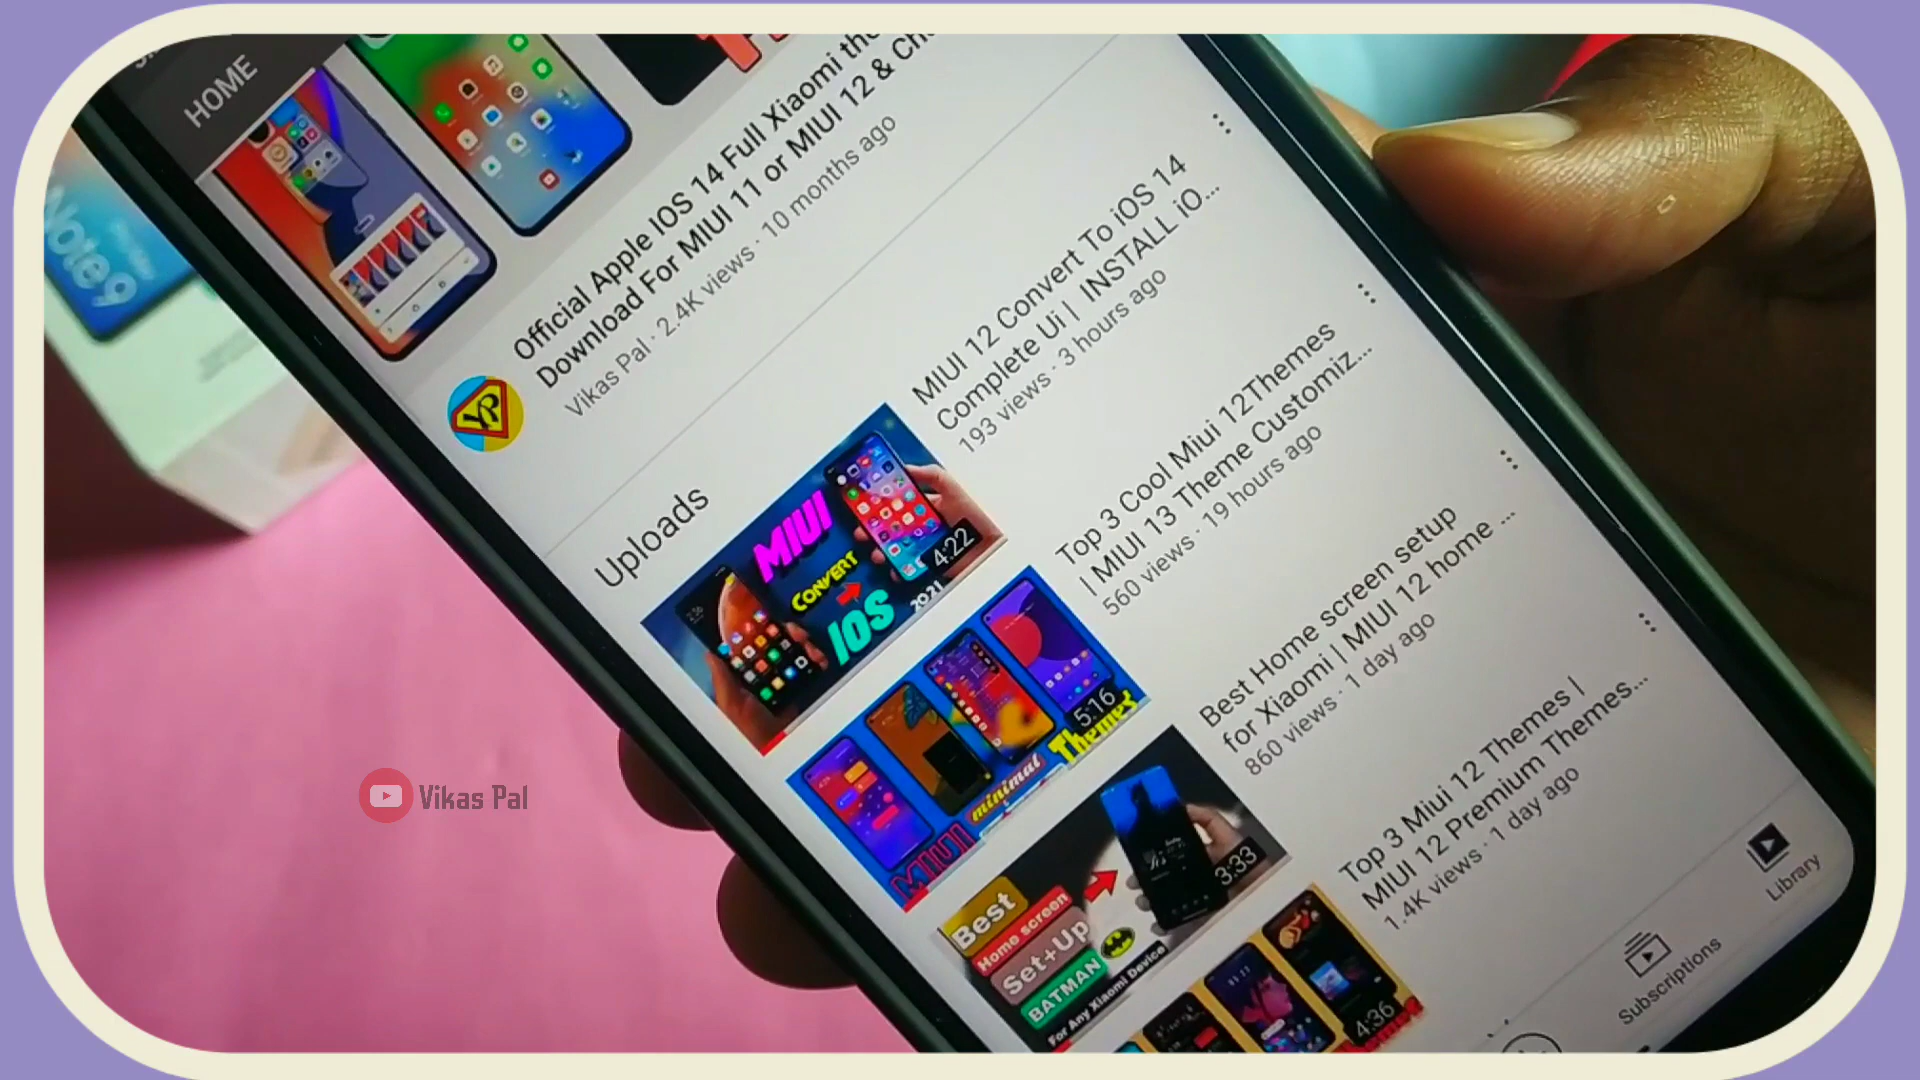 HOME
Note 9
Official Apple IOS 14 Full Xiaomi
Download For MIUI 11 or MIUI 12 &
Vikas Pal · 2.4K views · 10 months ago
Uploads
MIUI 12 Convert To iOS 14
Complete Ui | INSTALL iO...
193 views · 3 hours ago
MIUI
CONVERT
IOS
2021
4:22
Top 3 Cool Miui 12Themes
| MIUI 13 Theme Customiz...
560 views · 19 hours ago
MIUI
minimal
Themes
5:16
Best Home screen setup
for Xiaomi | MIUI 12 home ...
860 views · 1 day ago
Best
Home screen
Set+Up
BATMAN
For Any Xiaomi Device
3:33
Top 3 Miui 12 Themes |
MIUI 12 Premium Themes...
1.4K views · 1 day ago
4:36
Subscriptions
Library
Vikas Pal